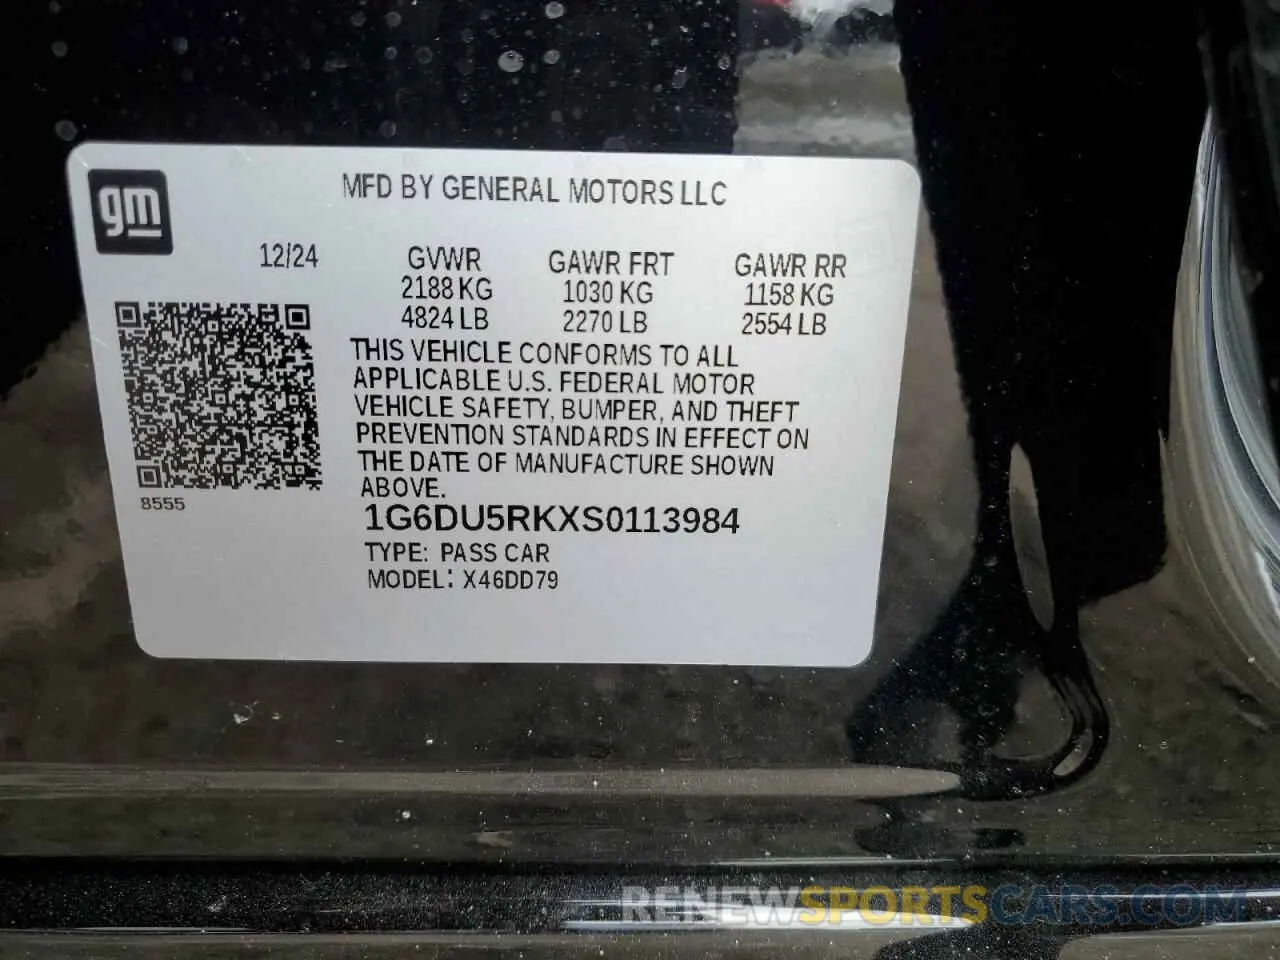 gm
MFD BY GENERAL MOTORS LLC
12/24
GVWR
2188 KG
4824 LB
GAWR FRT
1030 KG
2270 LB
GAWR RR
1158 KG
2554 LB
THIS VEHICLE CONFORMS TO ALL
APPLICABLE U.S. FEDERAL MOTOR
VEHICLE SAFETY, BUMPER, AND THEFT
PREVENTION STANDARDS IN EFFECT ON
THE DATE OF MANUFACTURE SHOWN
ABOVE.
8555
1G6DU5RKXS0113984
TYPE: PASS CAR
MODEL: X46DD79
RENEWSPORTSCARS.COM